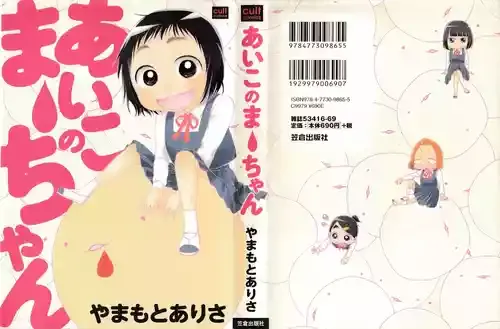 cult
comics
あいこの
まーちゃん
やまもとありさ
cult
comics
あいこのまーちゃん
やまもとありさ
笠倉出版社
9784773098655
1929979006907
ISBN978-4-7730-9865-5
C9979 ¥690E
雑誌53416-69
定価：本体690円 +税
笠倉出版社